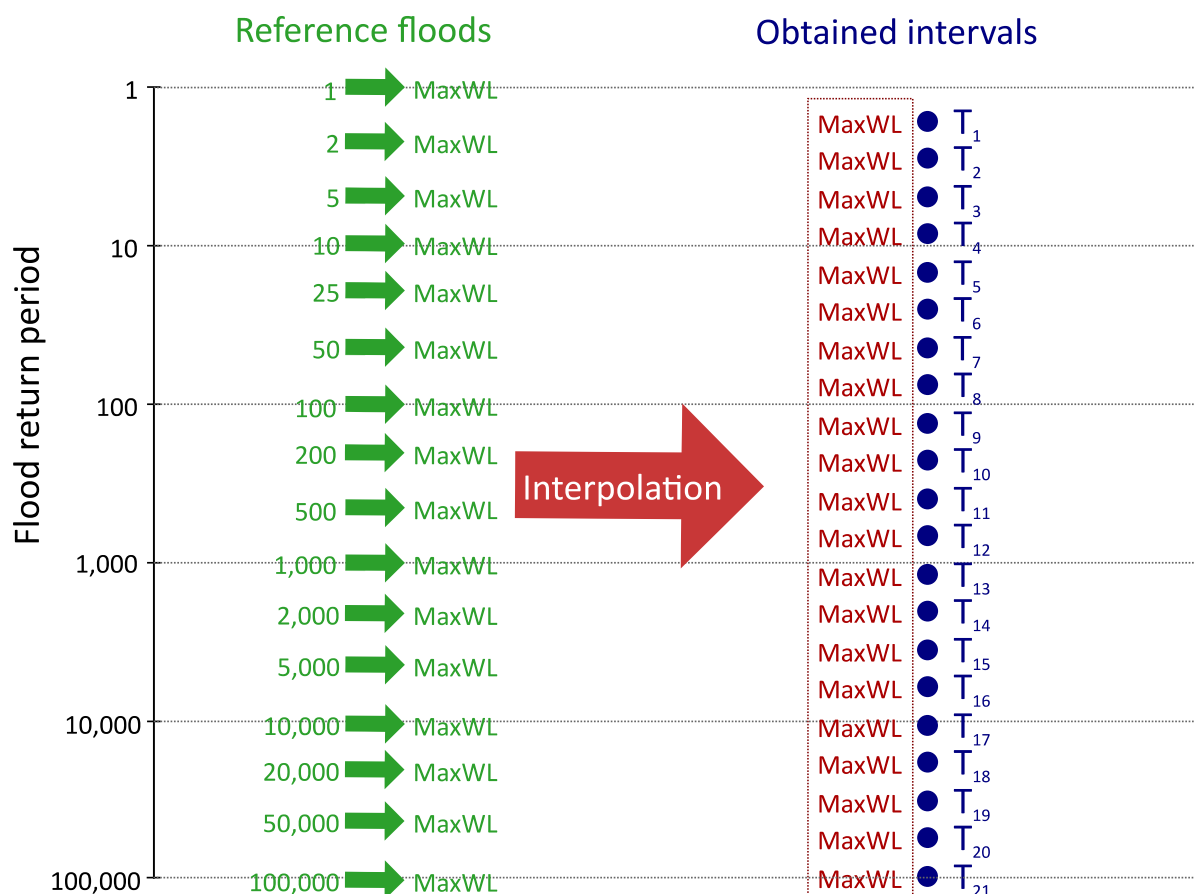 Reference floods
Obtained intervals
Flood return period
1
10
100
1,000
10,000
100,000
1 MaxWL
2 MaxWL
5 MaxWL
10 MaxWL
25 MaxWL
50 MaxWL
100 MaxWL
200 MaxWL
500 MaxWL
1,000 MaxWL
2,000 MaxWL
5,000 MaxWL
10,000 MaxWL
20,000 MaxWL
50,000 MaxWL
100,000 MaxWL
Interpolation
MaxWL T1
MaxWL T2
MaxWL T3
MaxWL T4
MaxWL T5
MaxWL T6
MaxWL T7
MaxWL T8
MaxWL T9
MaxWL T10
MaxWL T11
MaxWL T12
MaxWL T13
MaxWL T14
MaxWL T15
MaxWL T16
MaxWL T17
MaxWL T18
MaxWL T19
MaxWL T20
MaxWL T21